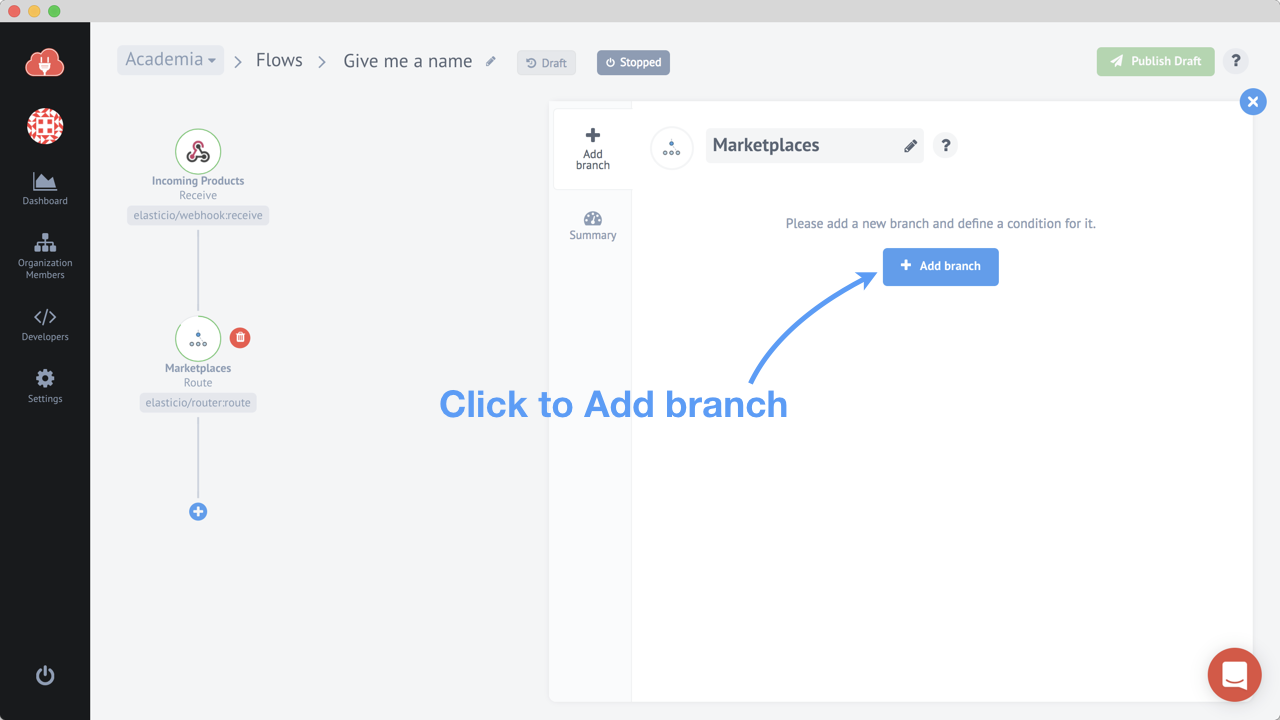 Academia
Flows
Give me a name
Draft
Stopped
Publish Draft
?
Dashboard
Organization
Members
Developers
Settings
Incoming Products
Receive
elasticio/webhook:receive
Marketplaces
Route
elasticio/router:route
Add
branch
Summary
Marketplaces
?
Please add a new branch and define a condition for it.
Add branch
Click to Add branch